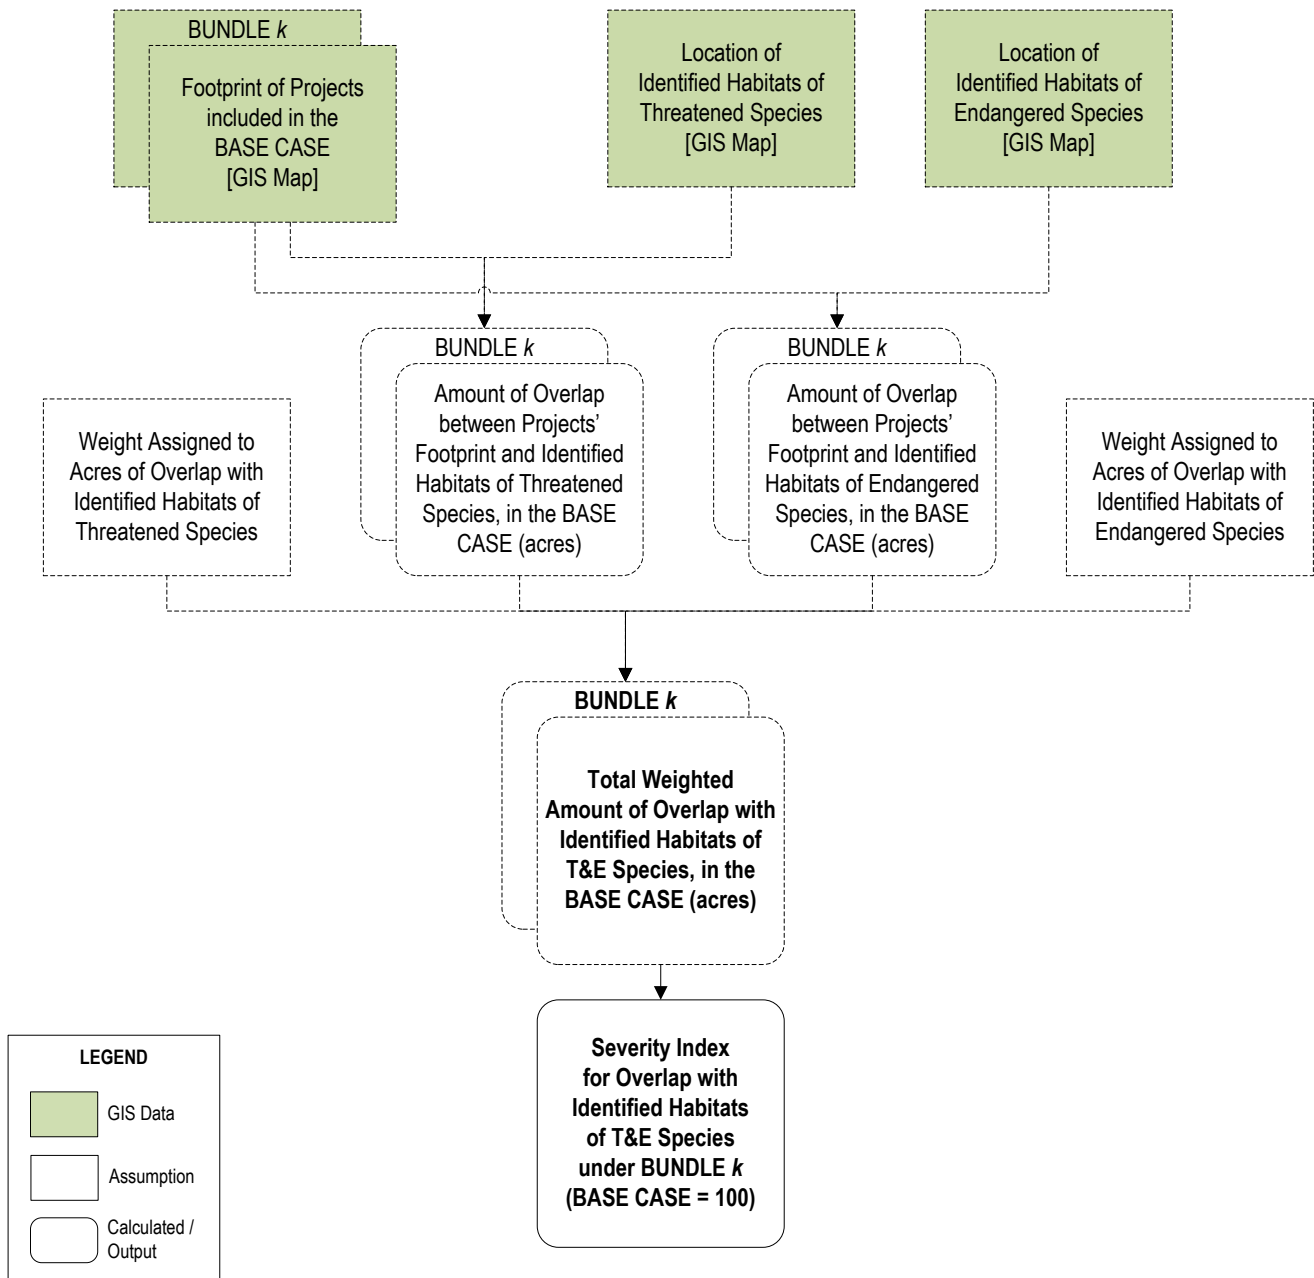 BUNDLE k
Footprint of Projects
included in the
BASE CASE
[GIS Map]
Location of
Identified Habitats of
Threatened Species
[GIS Map]
Location of
Identified Habitats of
Endangered Species
[GIS Map]
Weight Assigned to
Acres of Overlap with
Identified Habitats of
Threatened Species
BUNDLE k
Amount of Overlap
between Projects’
Footprint and Identified
Habitats of Threatened
Species, in the BASE
CASE (acres)
BUNDLE k
Amount of Overlap
between Projects’
Footprint and Identified
Habitats of Endangered
Species, in the BASE
CASE (acres)
Weight Assigned to
Acres of Overlap with
Identified Habitats of
Endangered Species
BUNDLE k
Total Weighted
Amount of Overlap with
Identified Habitats of
T&E Species, in the
BASE CASE (acres)
Severity Index
for Overlap with
Identified Habitats
of T&E Species
under BUNDLE k
(BASE CASE = 100)
LEGEND
GIS Data
Assumption
Calculated /
Output